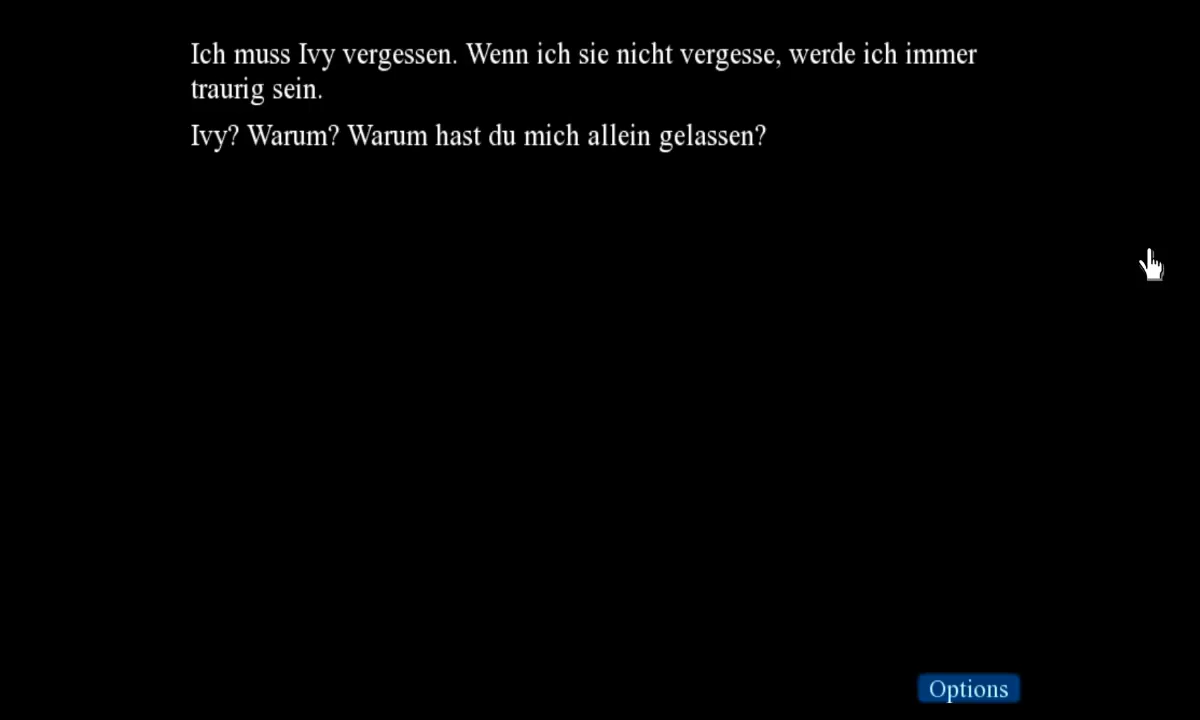 Ich muss Ivy vergessen. Wenn ich sie nicht vergesse, werde ich immer
traurig sein.
Ivy? Warum? Warum hast du mich allein gelassen?
Options